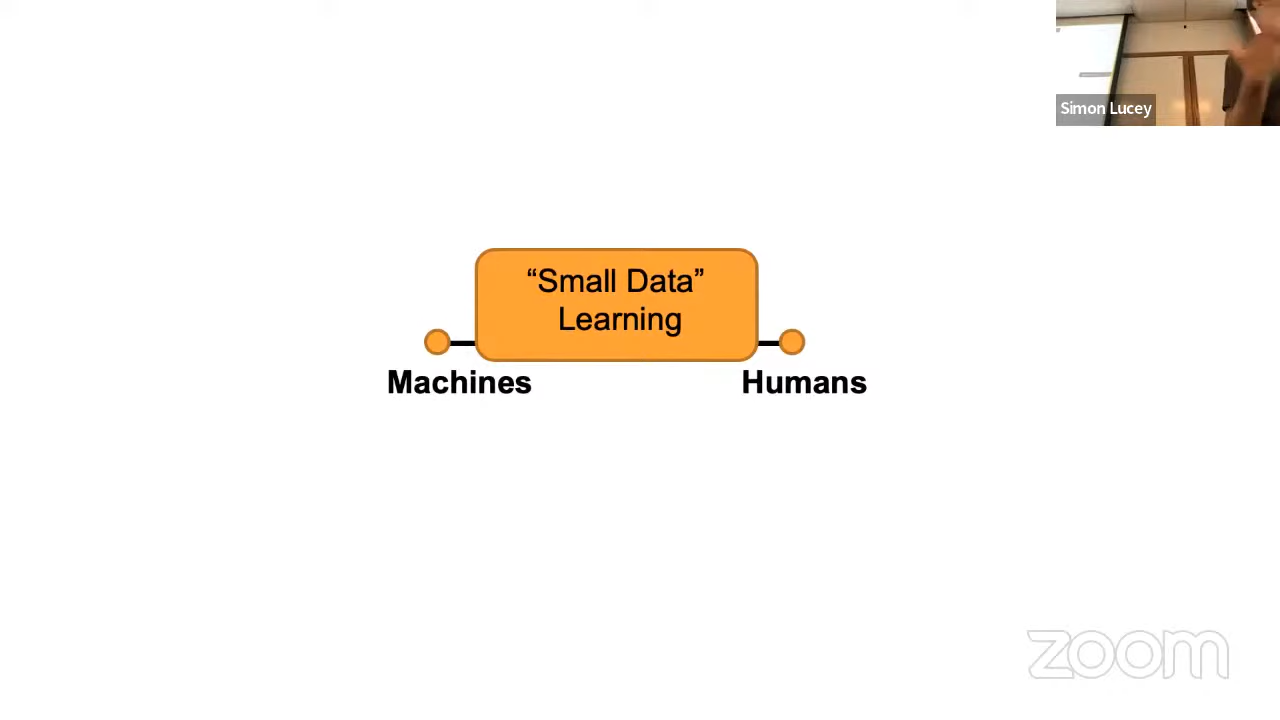 Simon Lucey
“Small Data”
Learning
Machines
Humans
zoom